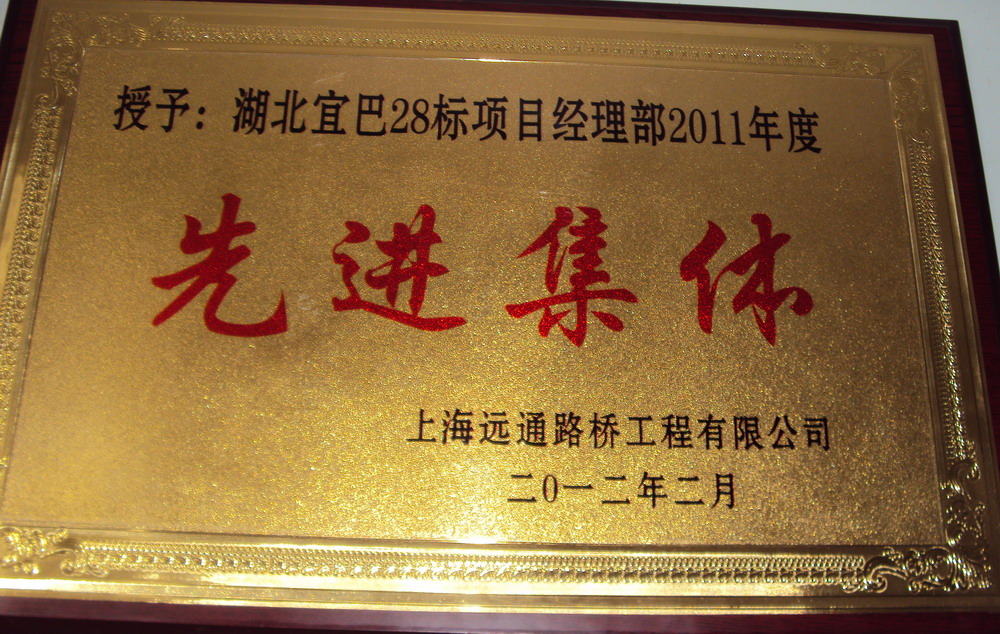 授予：湖北宜巴28标项目经理部2011年度
先进集体
上海远通路桥工程有限公司
二0一二年二月